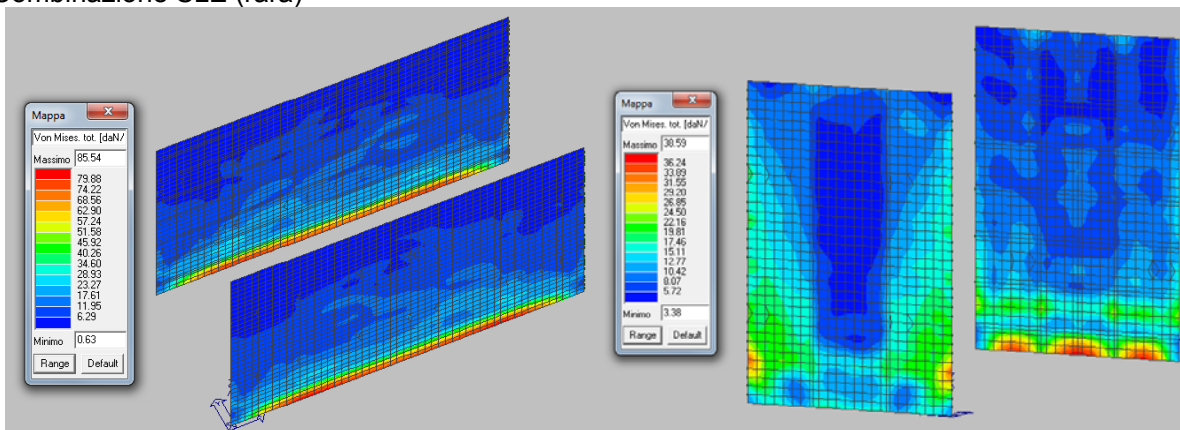 Mappa
Von Mises. tot. [daN/
Massimo 85.54
79.88
74.22
68.56
62.90
57.24
51.58
45.92
40.26
34.60
28.93
23.27
17.61
11.95
6.29
Minimo 0.63
Range Default
Mappa
Von Mises. tot. [daN/
Massimo 38.59
36.24
33.89
31.55
29.20
26.85
24.50
22.16
19.81
17.46
15.11
12.77
10.42
8.07
5.72
Minimo 3.38
Range Default